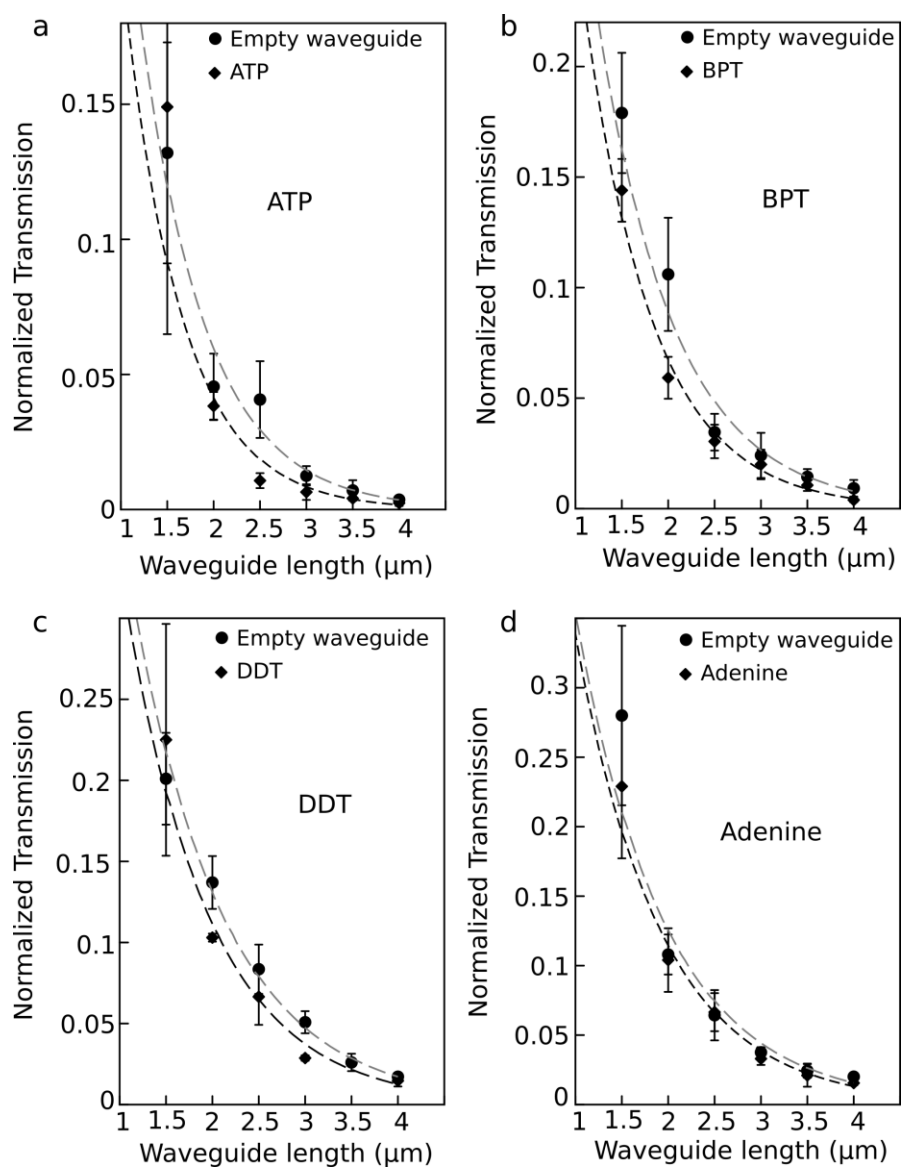 a
Empty waveguide
ATP
0.15
0.1
0.05
0
Normalized Transmission
ATP
1 1.5 2 2.5 3 3.5 4
Waveguide length (μm)
b
Empty waveguide
BPT
0.2
0.15
0.1
0.05
0
Normalized Transmission
BPT
1 1.5 2 2.5 3 3.5 4
Waveguide length (μm)
c
Empty waveguide
DDT
0.25
0.2
0.15
0.1
0.05
0
Normalized Transmission
DDT
1 1.5 2 2.5 3 3.5 4
Waveguide length (μm)
d
Empty waveguide
Adenine
0.3
0.25
0.2
0.15
0.1
0.05
0
Normalized Transmission
Adenine
1 1.5 2 2.5 3 3.5 4
Waveguide length (μm)